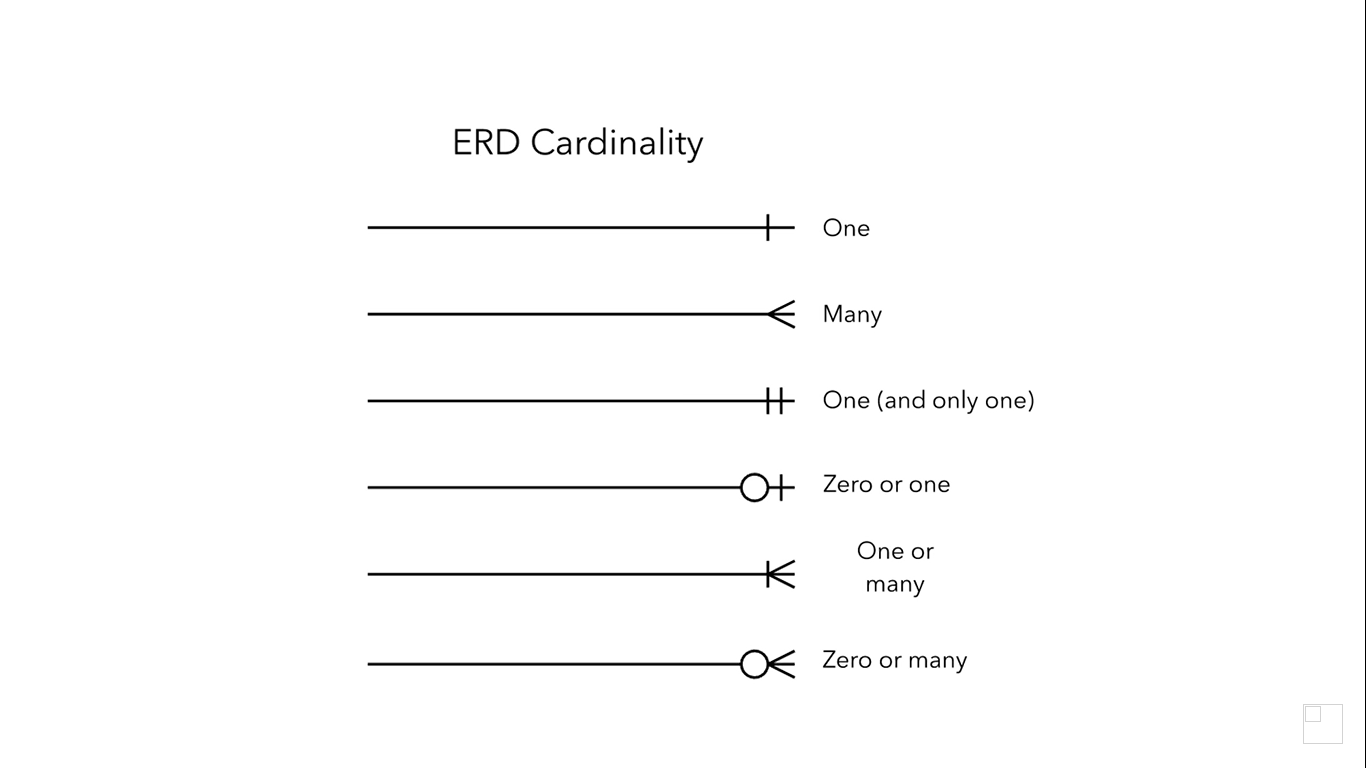 ERD Cardinality
One
Many
One (and only one)
Zero or one
One or
many
Zero or many